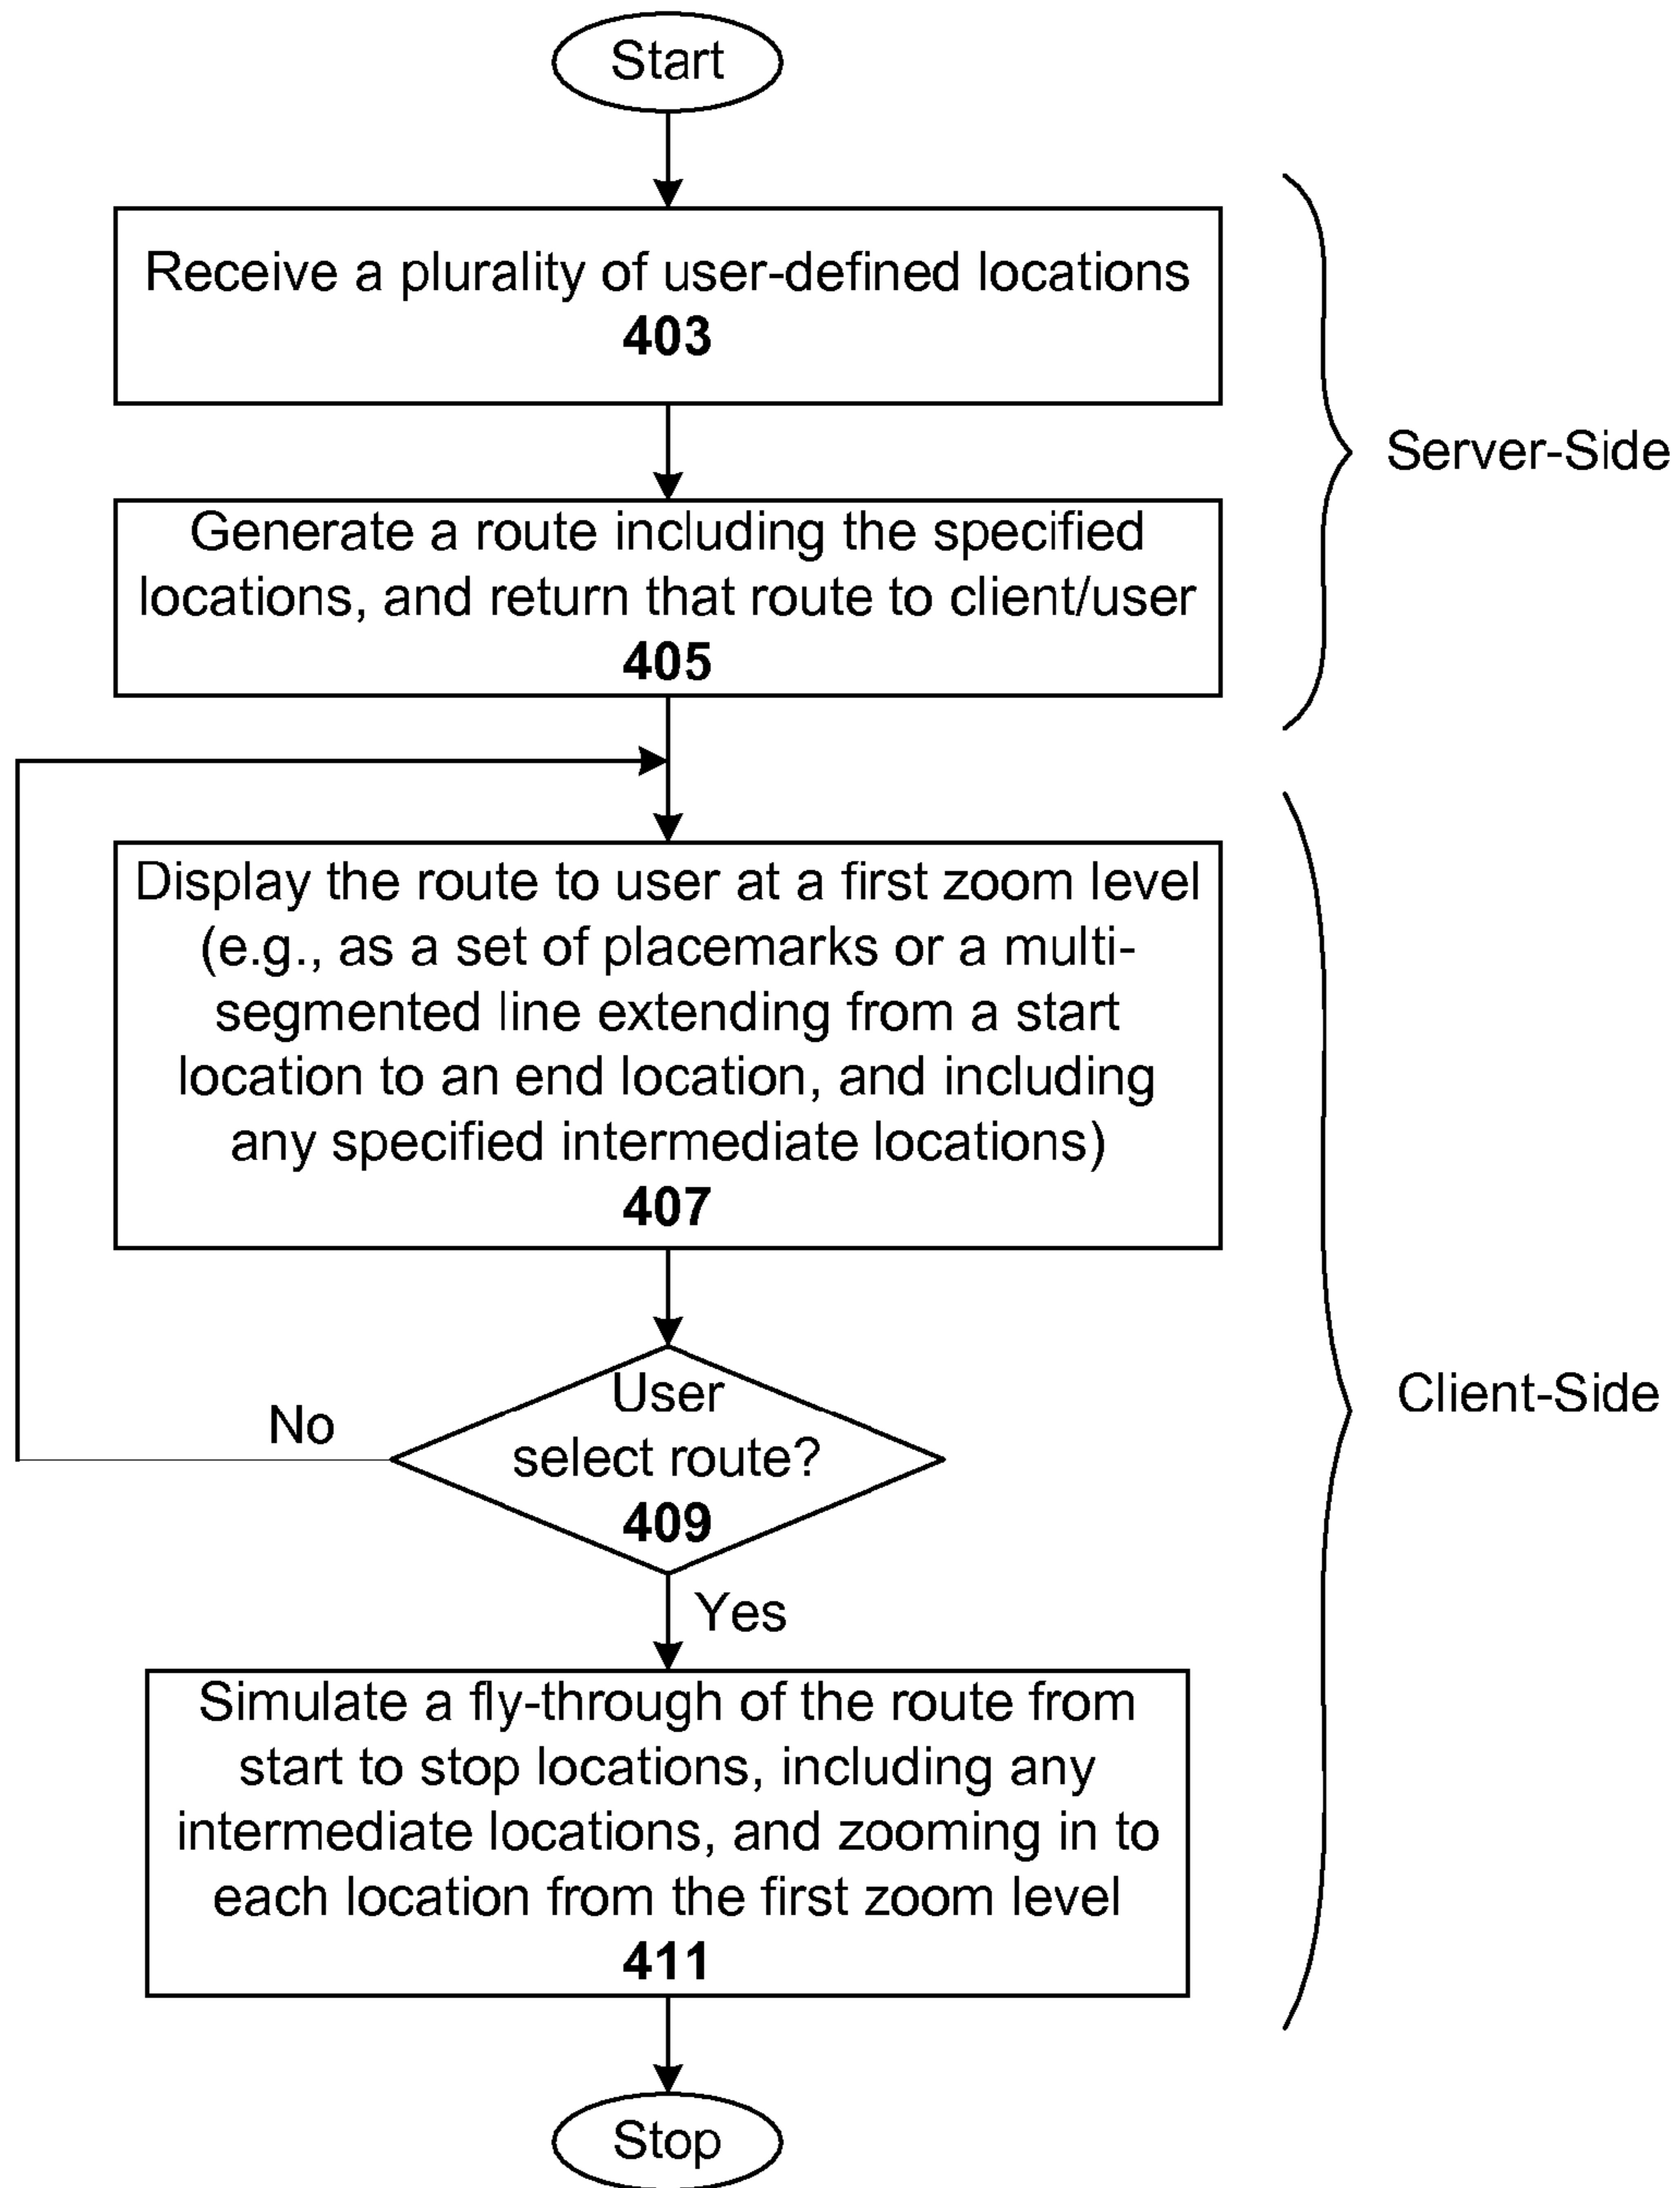 Start
Receive a plurality of user-defined locations
403
Server-Side
Generate a route including the specified
locations, and return that route to client/user
405
Display the route to user at a first zoom level
(e.g., as a set of placemarks or a multi-
segmented line extending from a start
location to an end location, and including
any specified intermediate locations)
407
Client-Side
User
select route?
409
No
Yes
Simulate a fly-through of the route from
start to stop locations, including any
intermediate locations, and zooming in to
each location from the first zoom level
411
Stop